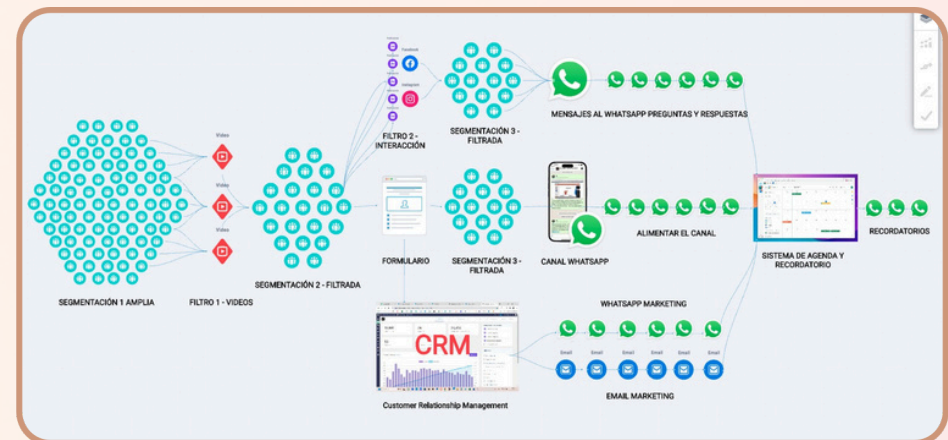 Facebook
Instagram
FILTRO 2 -
INTERACCIÓN
SEGMENTACIÓN 3 -
FILTRADA
MENSAJES AL WHATSAPP PREGUNTAS Y RESPUESTAS
Video
Video
Video
SEGMENTACIÓN 1 AMPLIA
FILTRO 1 - VIDEOS
SEGMENTACIÓN 2 - FILTRADA
FORMULARIO
SEGMENTACIÓN 3 -
FILTRADA
CANAL WHATSAPP
ALIMENTAR EL CANAL
SISTEMA DE AGENDA Y
RECORDATORIO
RECORDATORIOS
CRM
Customer Relationship Management
WHATSAPP MARKETING
Email
Email
Email
Email
Email
Email
EMAIL MARKETING